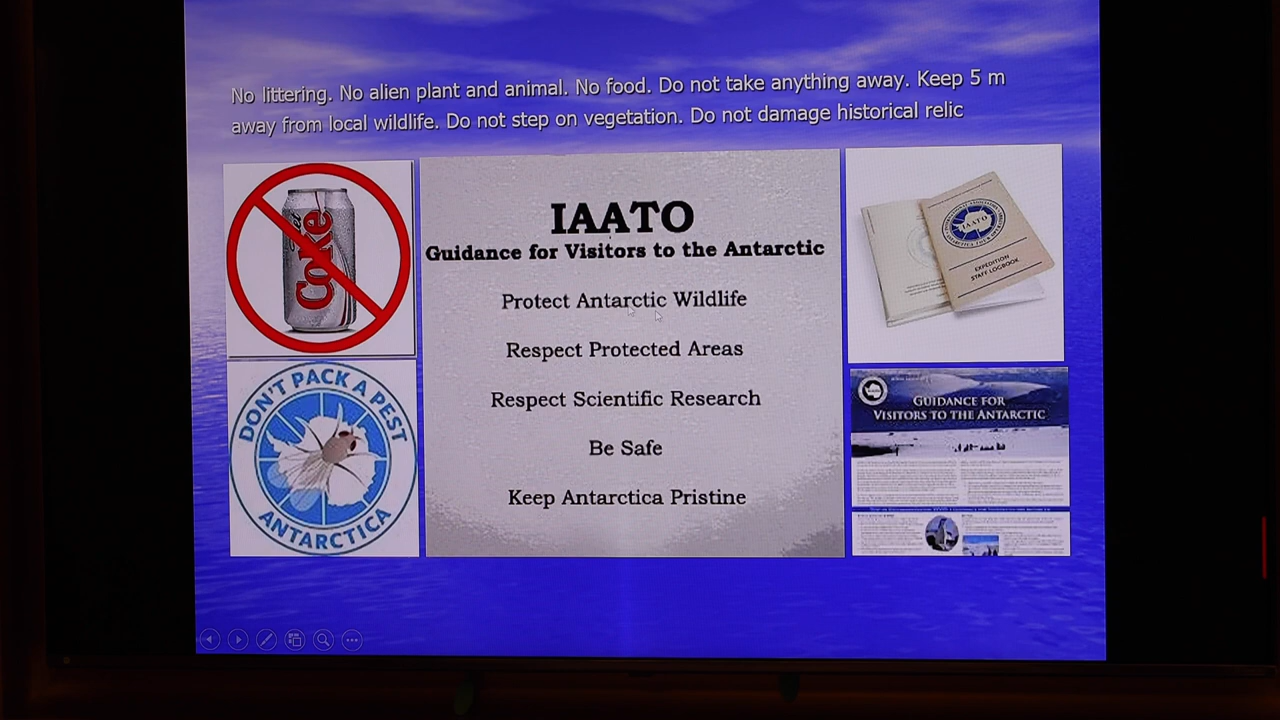 No littering. No alien plant and animal. No food. Do not take anything away. Keep 5 m
away from local wildlife. Do not step on vegetation. Do not damage historical relic
Coke
DON'T PACK A PEST
ANTARCTICA
IAATO
Guidance for Visitors to the Antarctic
Protect Antarctic Wildlife
Respect Protected Areas
Respect Scientific Research
Be Safe
Keep Antarctica Pristine
IAATO
EXPEDITION
STAFF LOGBOOK
GUIDANCE FOR
VISITORS TO THE ANTARCTIC